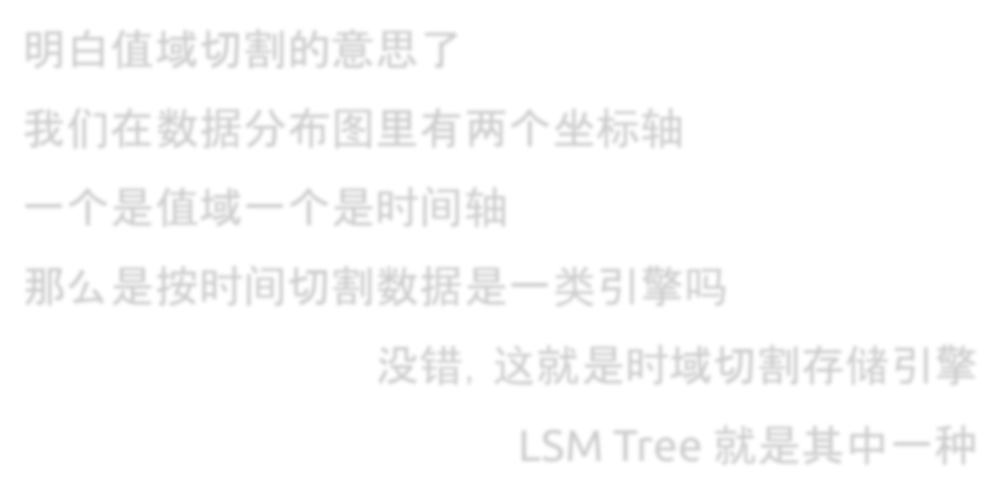 明白值域切割的意思了
我们在数据分布图里有两个坐标轴
一个是值域一个是时间轴
那么是按时间切割数据是一类引擎吗
没错，这就是时域切割存储引擎
LSM Tree 就是其中一种